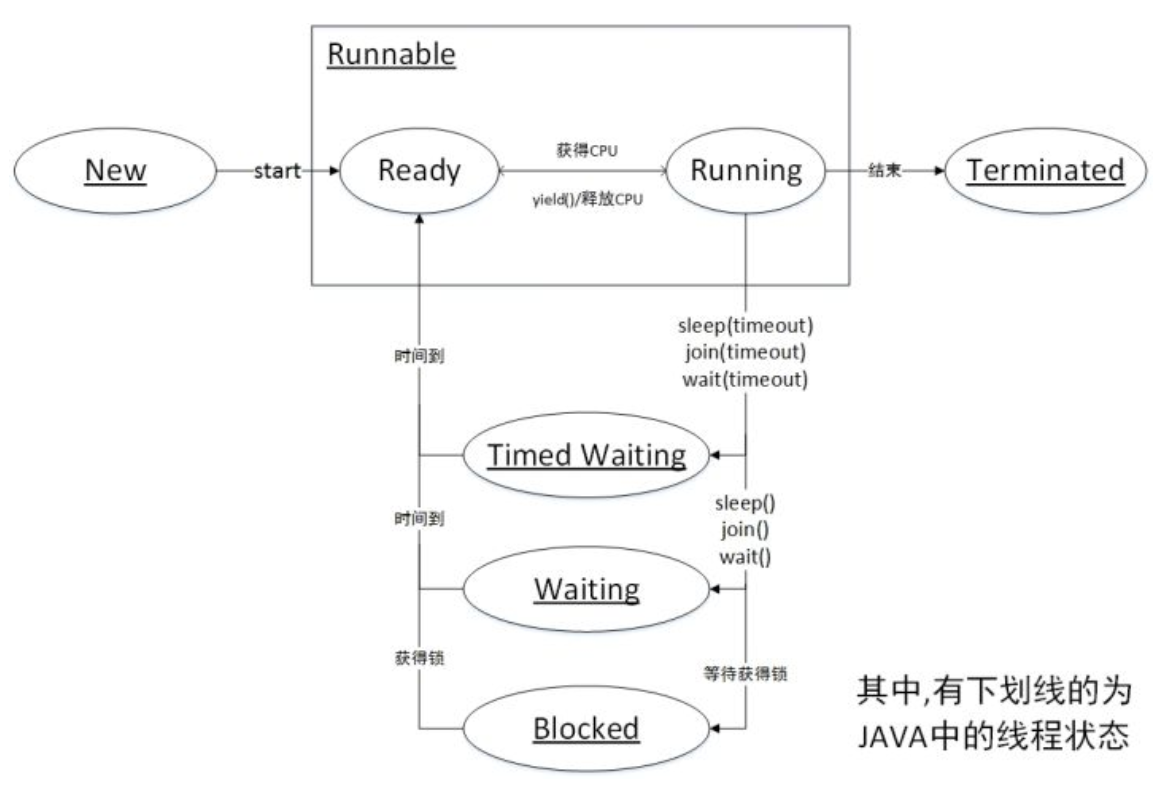 Runnable
获得CPU
New
start
Ready
Running
结束
Terminated
yield()/释放CPU
sleep(timeout)
join(timeout)
wait(timeout)
时间到
Timed Waiting
sleep()
join()
wait()
时间到
Waiting
获得锁
等待获得锁
Blocked
其中,有下划线的为
JAVA中的线程状态